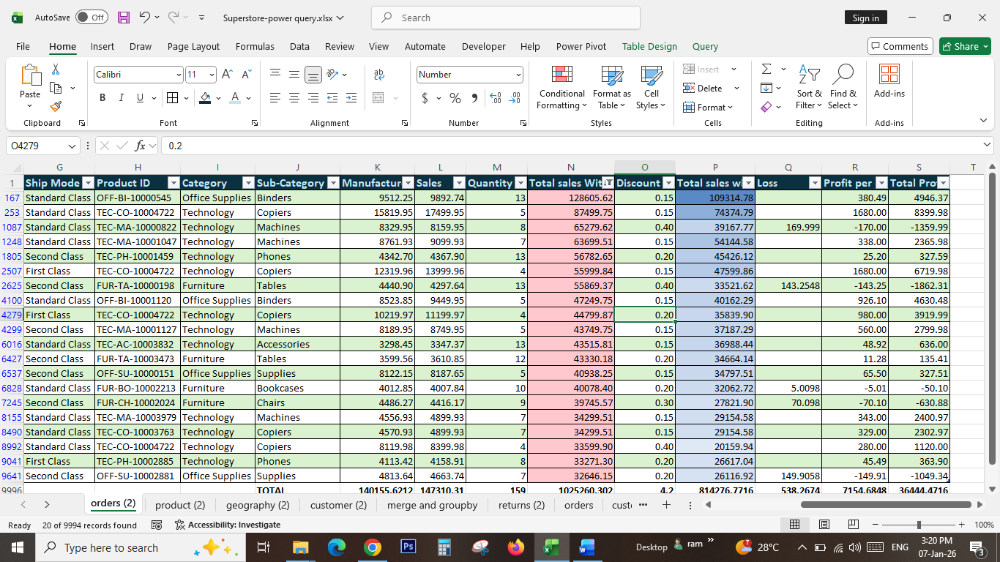 AutoSave Off Superstore-power query.xlsx Search Sign in
File Home Insert Draw Page Layout Formulas Data Review View Automate Developer Help Power Pivot Table Design Query Comments Share
Paste Calibri 11 A A ab Number Conditional Formatting Format as Table Cell Styles Insert Delete Format Sort & Filter Find & Select Add-ins
B I U A $ % 9
Clipboard Font Alignment Number Styles Cells Editing Add-ins
O4279 fx 0.2
G H I J K L M N O P Q R S T
1 Ship Mode Product ID Category Sub-Category Manufactur Sales Quantity Total sales Wit Discount Total sales wi Loss Profit per Total Pro
167 Standard Class OFF-BI-10000545 Office Supplies Binders 9512.25 9892.74 13 128605.62 0.15 109314.78 380.49 4946.37
253 Standard Class TEC-CO-10004722 Technology Copiers 15819.95 17499.95 5 87499.75 0.15 74374.79 1680.00 8399.98
1087 Standard Class TEC-MA-10000822 Technology Machines 8329.95 8159.95 8 65279.62 0.40 39167.77 169.999 -170.00 -1359.99
1248 Standard Class TEC-MA-10001047 Technology Machines 8761.93 9099.93 7 63699.51 0.15 54144.58 338.00 2365.98
1805 Second Class TEC-PH-10001459 Technology Phones 4342.70 4367.90 13 56782.65 0.20 45426.12 25.20 327.59
2507 First Class TEC-CO-10004722 Technology Copiers 12319.96 13999.96 4 55999.84 0.15 47599.86 1680.00 6719.98
2625 Second Class FUR-TA-10000198 Furniture Tables 4440.90 4297.64 13 55869.37 0.40 33521.62 143.2548 -143.25 -1862.31
4100 Standard Class OFF-BI-10001120 Office Supplies Binders 8523.85 9449.95 5 47249.75 0.15 40162.29 926.10 4630.48
4279 First Class TEC-CO-10004722 Technology Copiers 10219.97 11199.97 4 44799.87 0.20 35839.90 980.00 3919.99
4299 Second Class TEC-MA-10001127 Technology Machines 8189.95 8749.95 5 43749.75 0.15 37187.29 560.00 2799.98
6016 Standard Class TEC-AC-10003832 Technology Accessories 3298.45 3347.37 13 43515.81 0.15 36988.44 48.92 636.00
6427 Second Class FUR-TA-10003473 Furniture Tables 3599.56 3610.85 12 43330.18 0.20 34664.14 11.28 135.41
6537 Second Class OFF-SU-10000151 Office Supplies Supplies 8122.15 8187.65 5 40938.25 0.15 34797.51 65.50 327.51
6828 Standard Class FUR-BO-10002213 Furniture Bookcases 4012.85 4007.84 10 40078.40 0.20 32062.72 5.0098 -5.01 -50.10
7245 Second Class FUR-CH-10002024 Furniture Chairs 4486.27 4416.17 9 39745.57 0.30 27821.90 70.098 -70.10 -630.88
8155 Standard Class TEC-MA-10003979 Technology Machines 4556.93 4899.93 7 34299.51 0.15 29154.58 343.00 2400.97
8490 Standard Class TEC-CO-10003763 Technology Copiers 4570.93 4899.93 7 34299.51 0.15 29154.58 329.00 2302.97
8992 Standard Class TEC-CO-10004722 Technology Copiers 8119.98 8399.98 4 33599.90 0.40 20159.94 280.00 1120.00
9041 First Class TEC-PH-10002885 Technology Phones 4113.42 4158.91 8 33271.30 0.20 26617.04 45.49 363.90
9641 Second Class OFF-SU-10002881 Office Supplies Supplies 4813.64 4663.74 7 32646.15 0.20 26116.92 149.9058 -149.91 -1049.34
9996 TOTAL 140155.6212 147310.31 159 1025260.302 4.2 814276.7716 538.2674 7154.6848 36444.4716
orders (2) product (2) geography (2) customer (2) merge and groupby returns (2) orders cust ...
Ready 20 of 9994 records found Accessibility: Investigate 100%
Type here to search Ps Desktop ram 28°C ENG 3:20 PM
07-Jan-26 3